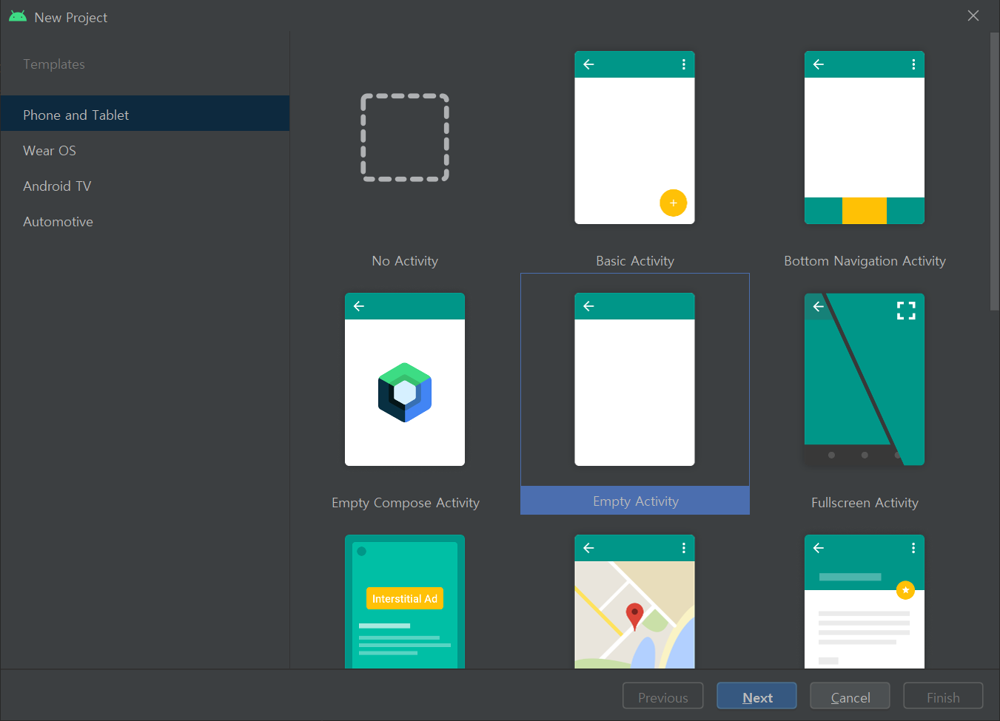 New Project
Templates
Phone and Tablet
Wear OS
Android TV
Automotive
No Activity
Basic Activity
Bottom Navigation Activity
Empty Compose Activity
Empty Activity
Fullscreen Activity
Interstitial Ad
Previous
Next
Cancel
Finish